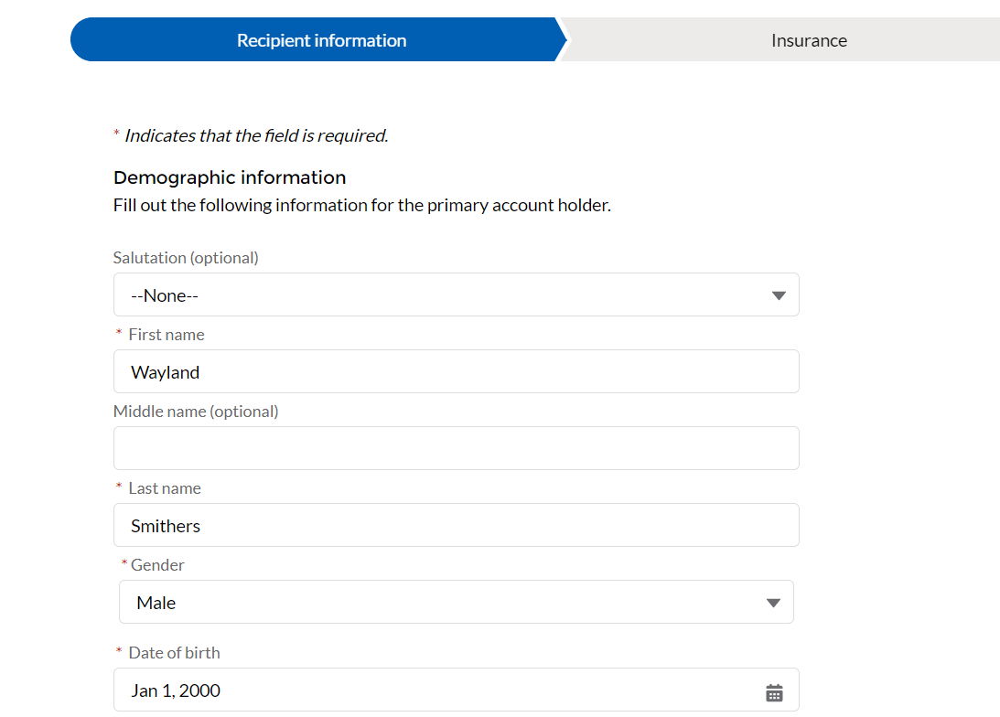 Recipient information
Insurance
* Indicates that the field is required.
Demographic information
Fill out the following information for the primary account holder.
Salutation (optional)
--None--
* First name
Wayland
Middle name (optional)
* Last name
Smithers
* Gender
Male
* Date of birth
Jan 1, 2000